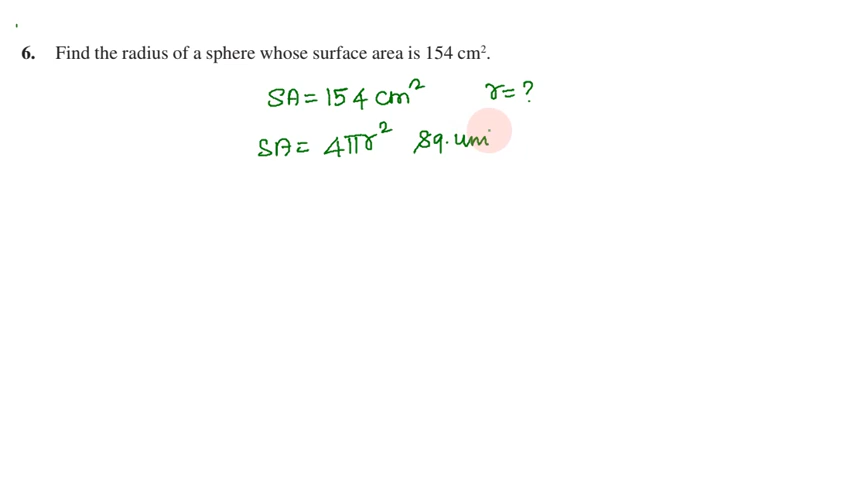 6. Find the radius of a sphere whose surface area is 154 cm².
SA = 154 cm² r = ?
SA = 4πr² sq. uni